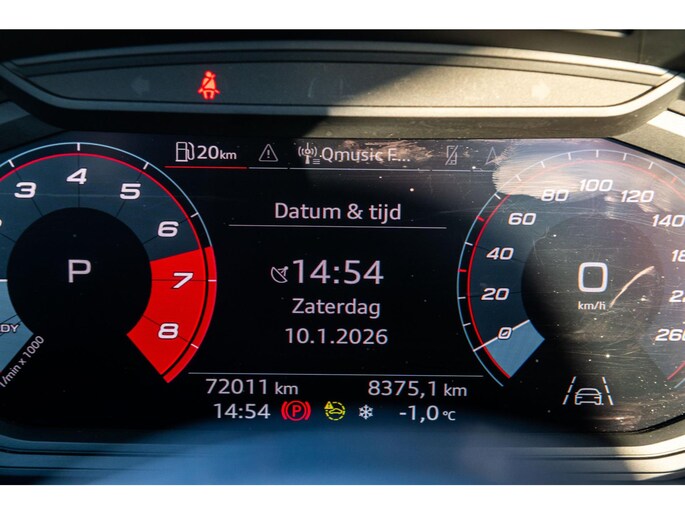 20km
Qmusic F...
3 4 5 6 7 8
DY
1/min x 1000
P
Datum & tijd
14:54
Zaterdag
10.1.2026
0 20 40 60 80 100 120 140
260
0
km/h
72011 km 8375,1 km
14:54 (P) -1,0 °C